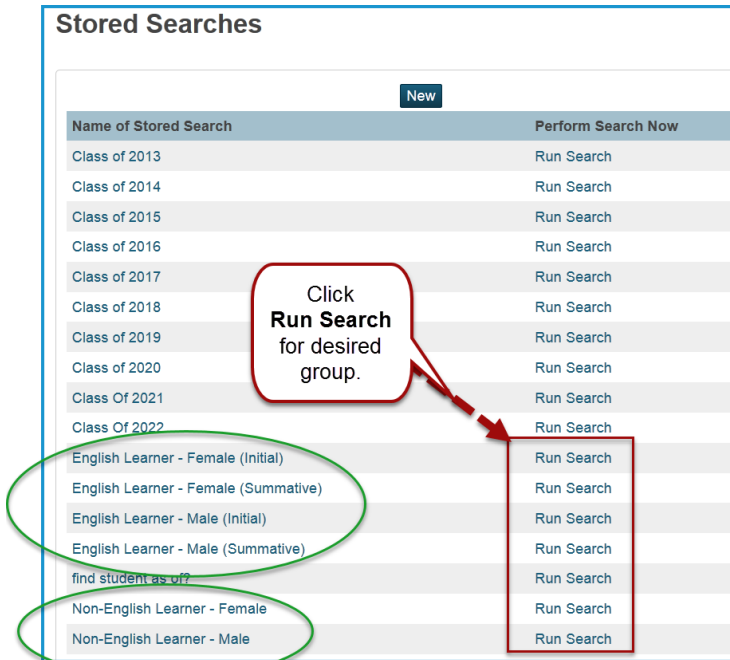 Stored Searches
New
Name of Stored Search Perform Search Now
Class of 2013 Run Search
Class of 2014 Run Search
Class of 2015 Run Search
Class of 2016 Run Search
Class of 2017 Run Search
Class of 2018 Run Search
Class of 2019 Run Search
Class of 2020 Run Search
Class Of 2021 Run Search
Class Of 2022 Run Search
English Learner - Female (Initial) Run Search
English Learner - Female (Summative) Run Search
English Learner - Male (Initial) Run Search
English Learner - Male (Summative) Run Search
find student as of? Run Search
Non-English Learner - Female Run Search
Non-English Learner - Male Run Search
Click
Run Search
for desired
group.